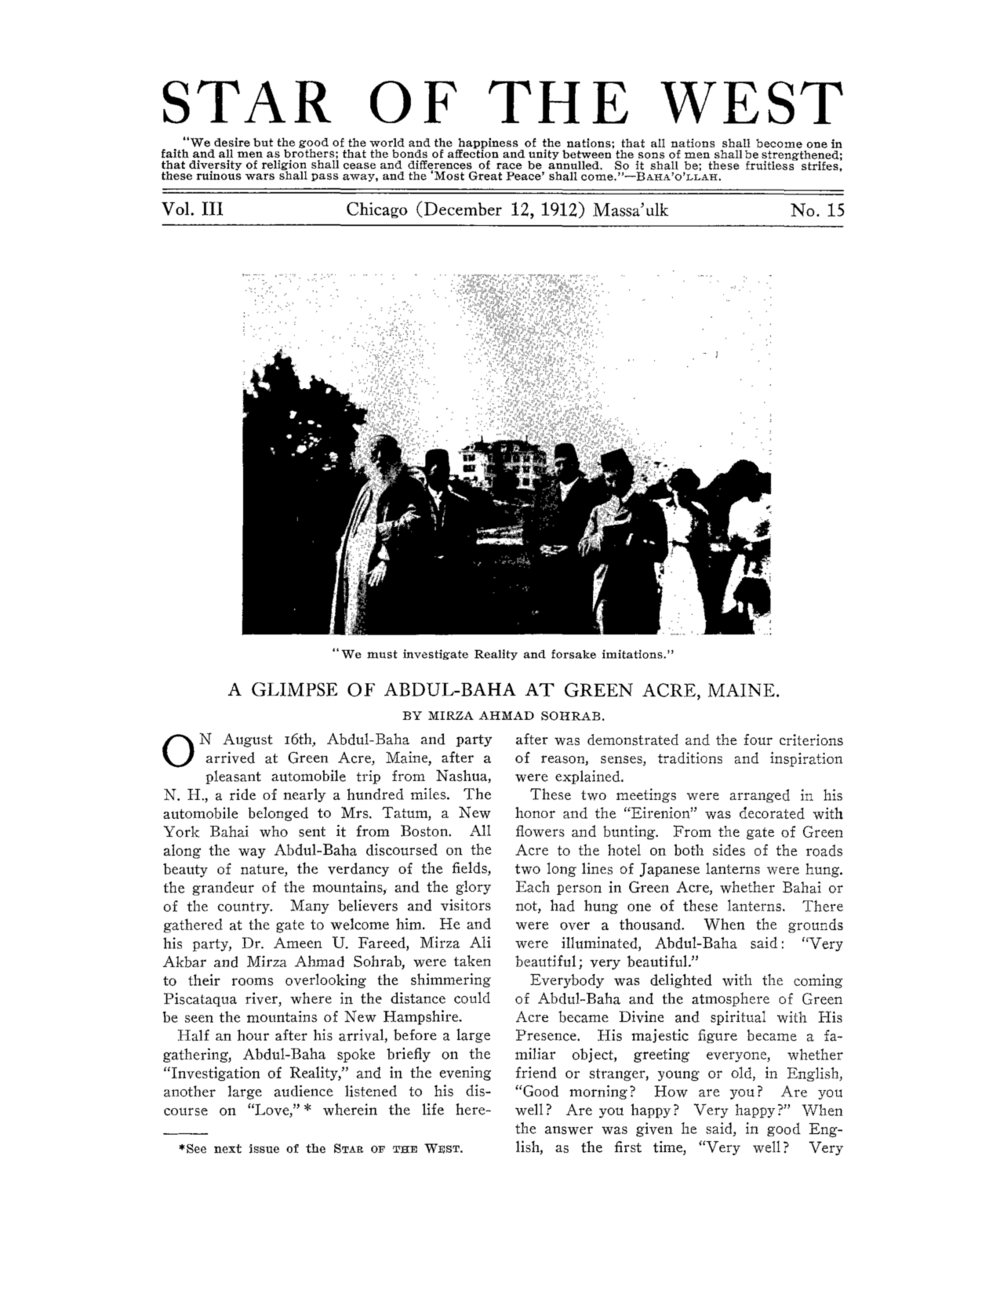 STAR OF THE WEST
"We desire but the good of the world and the happiness of the nations; that all nations shall become one in
faith and all men as brothers; that the bonds of affection and unity between the sons of men shall be strengthened;
that diversity of religion shall cease and differences of race be annulled. So it shall be; these fruitless strifes,
these ruinous wars shall pass away, and the 'Most Great Peace' shall come."—BAHA'O'LLAH.
Vol. III Chicago (December 12, 1912) Massa'ulk No. 15
"We must investigate Reality and forsake imitations."
A GLIMPSE OF ABDUL-BAHA AT GREEN ACRE, MAINE.
BY MIRZA AHMAD SOHRAB.
ON August 16th, Abdul-Baha and party
arrived at Green Acre, Maine, after a
pleasant automobile trip from Nashua,
N. H., a ride of nearly a hundred miles. The
automobile belonged to Mrs. Tatum, a New
York Bahai who sent it from Boston. All
along the way Abdul-Baha discoursed on the
beauty of nature, the verdancy of the fields,
the grandeur of the mountains, and the glory
of the country. Many believers and visitors
gathered at the gate to welcome him. He and
his party, Dr. Ameen U. Fareed, Mirza Ali
Akbar and Mirza Ahmad Sohrab, were taken
to their rooms overlooking the shimmering
Piscataqua river, where in the distance could
be seen the mountains of New Hampshire.
Half an hour after his arrival, before a large
gathering, Abdul-Baha spoke briefly on the
"Investigation of Reality," and in the evening
another large audience listened to his dis-
course on "Love,"* wherein the life here-
*See next issue of the STAR OF THE WEST.
after was demonstrated and the four criterions
of reason, senses, traditions and inspiration
were explained.
These two meetings were arranged in his
honor and the "Eirenion" was decorated with
flowers and bunting. From the gate of Green
Acre to the hotel on both sides of the roads
two long lines of Japanese lanterns were hung.
Each person in Green Acre, whether Bahai or
not, had hung one of these lanterns. There
were over a thousand. When the grounds
were illuminated, Abdul-Baha said: "Very
beautiful; very beautiful."
Everybody was delighted with the coming
of Abdul-Baha and the atmosphere of Green
Acre became Divine and spiritual with His
Presence. His majestic figure became a fa-
miliar object, greeting everyone, whether
friend or stranger, young or old, in English,
"Good morning? How are you? Are you
well? Are you happy? Very happy?" When
the answer was given he said, in good Eng-
lish, as the first time, "Very well? Very